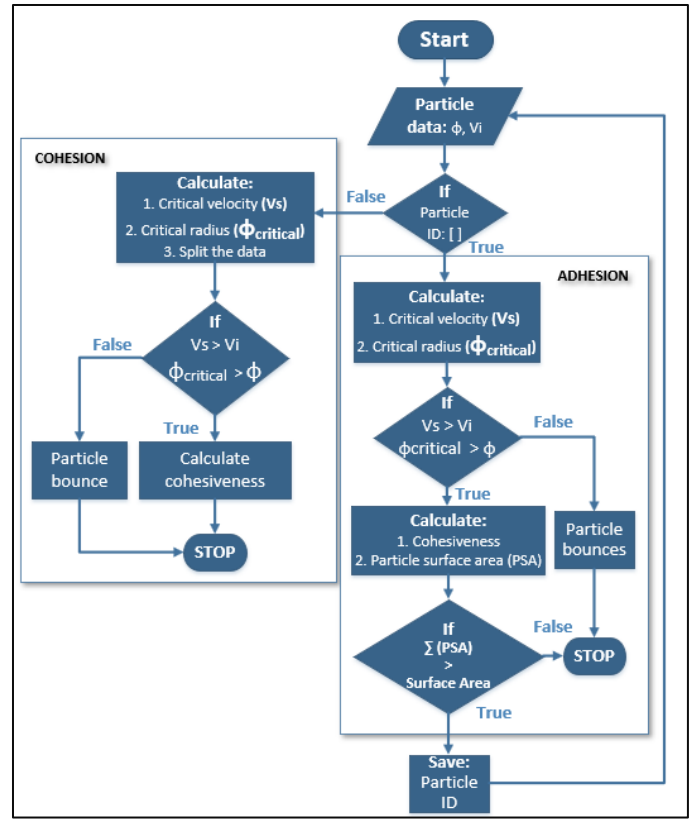 Start
Particle
data: ϕ, Vi
If
Particle
ID: [ ]
False
True
COHESION
Calculate:
1. Critical velocity (Vs)
2. Critical radius (ϕcritical)
3. Split the data
If
Vs > Vi
ϕcritical > ϕ
False
True
Particle
bounce
Calculate
cohesiveness
STOP
ADHESION
Calculate:
1. Critical velocity (Vs)
2. Critical radius (ϕcritical)
If
Vs > Vi
ϕcritical > ϕ
False
True
Calculate:
1. Cohesiveness
2. Particle surface area (PSA)
Particle
bounces
If
∑ (PSA)
>
Surface Area
False
STOP
True
Save:
Particle
ID